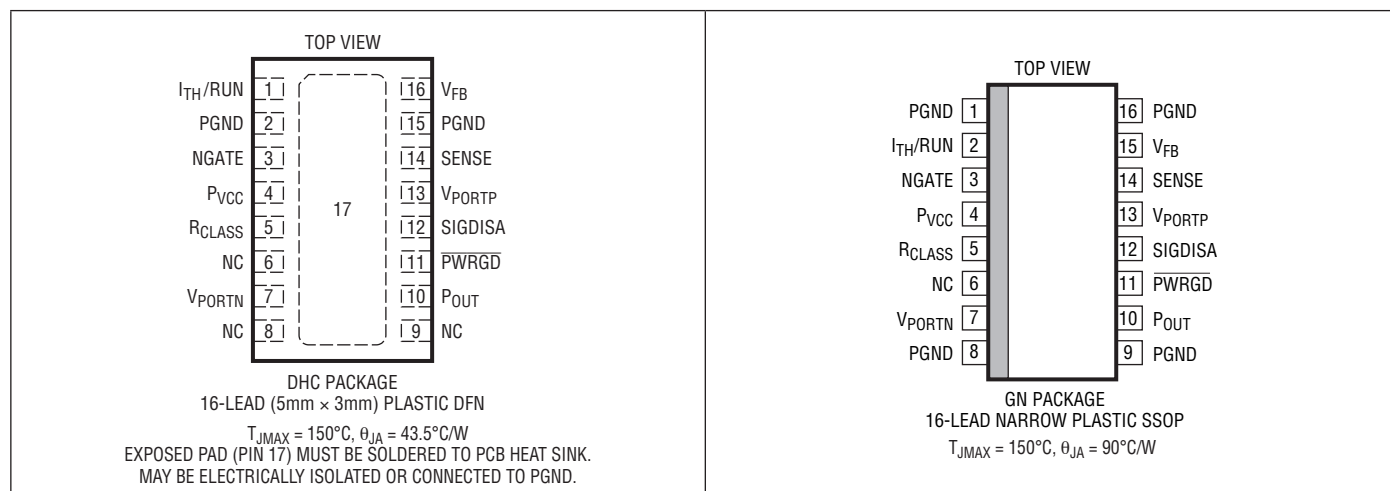 TOP VIEW
I_TH/RUN 1 16 V_FB
PGND 2 15 PGND
NGATE 3 14 SENSE
P_VCC 4 13 V_PORTP
17
R_CLASS 5 12 SIGDISA
NC 6 11 PWRGD
V_PORTN 7 10 P_OUT
NC 8 9 NC
DHC PACKAGE
16-LEAD (5mm × 3mm) PLASTIC DFN
T_JMAX = 150°C, θ_JA = 43.5°C/W
EXPOSED PAD (PIN 17) MUST BE SOLDERED TO PCB HEAT SINK.
MAY BE ELECTRICALLY ISOLATED OR CONNECTED TO PGND.
TOP VIEW
PGND 1 16 PGND
I_TH/RUN 2 15 V_FB
NGATE 3 14 SENSE
P_VCC 4 13 V_PORTP
R_CLASS 5 12 SIGDISA
NC 6 11 PWRGD
V_PORTN 7 10 P_OUT
PGND 8 9 PGND
GN PACKAGE
16-LEAD NARROW PLASTIC SSOP
T_JMAX = 150°C, θ_JA = 90°C/W